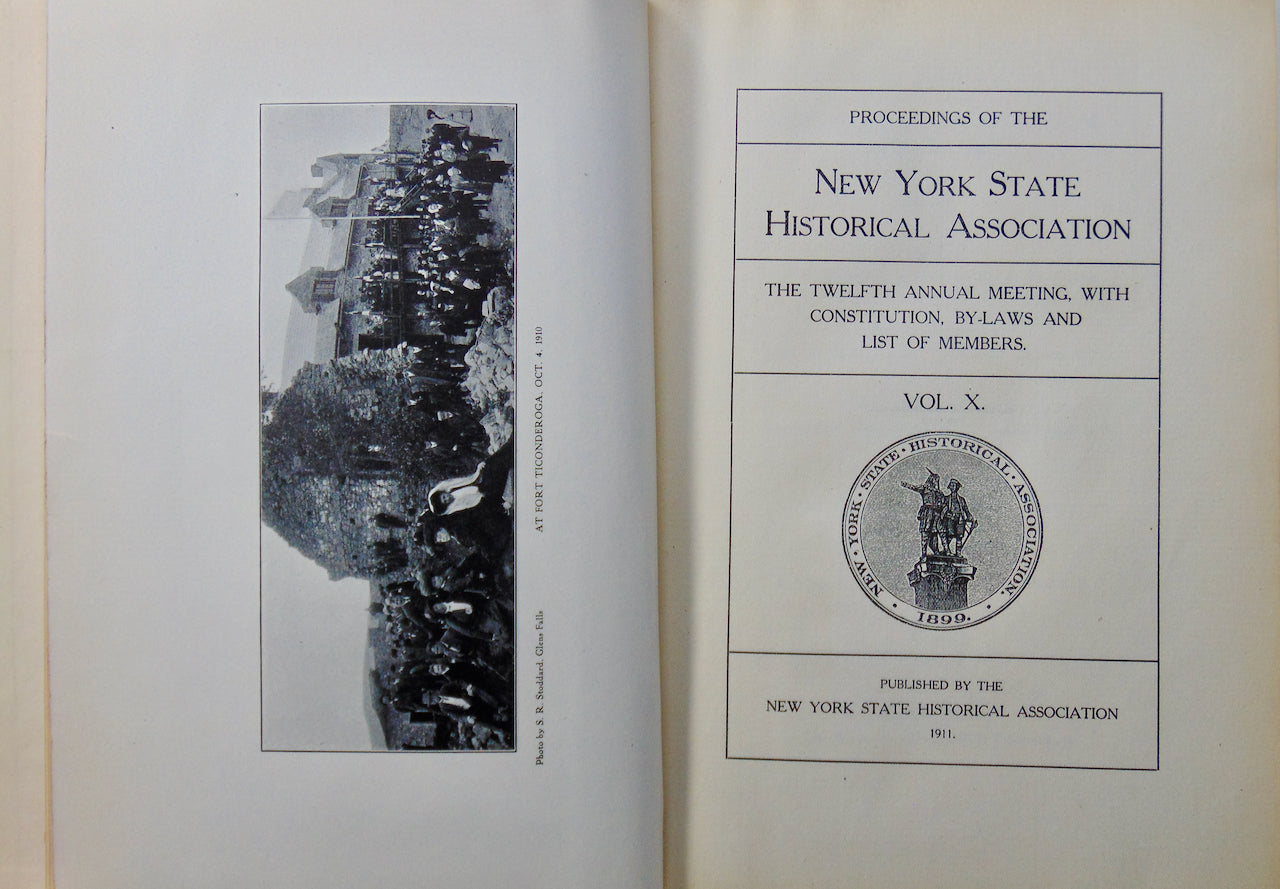 AT FORT TICONDEROGA, OCT. 4, 1910
Photo by S. R. Stoddard, Glens Falls
PROCEEDINGS OF THE
NEW YORK STATE
HISTORICAL ASSOCIATION
THE TWELFTH ANNUAL MEETING, WITH
CONSTITUTION, BY-LAWS AND
LIST OF MEMBERS.
VOL. X.
NEW · YORK · STATE · HISTORICAL · ASSOCIATION.
· 1899. ·
PUBLISHED BY THE
NEW YORK STATE HISTORICAL ASSOCIATION
1911.